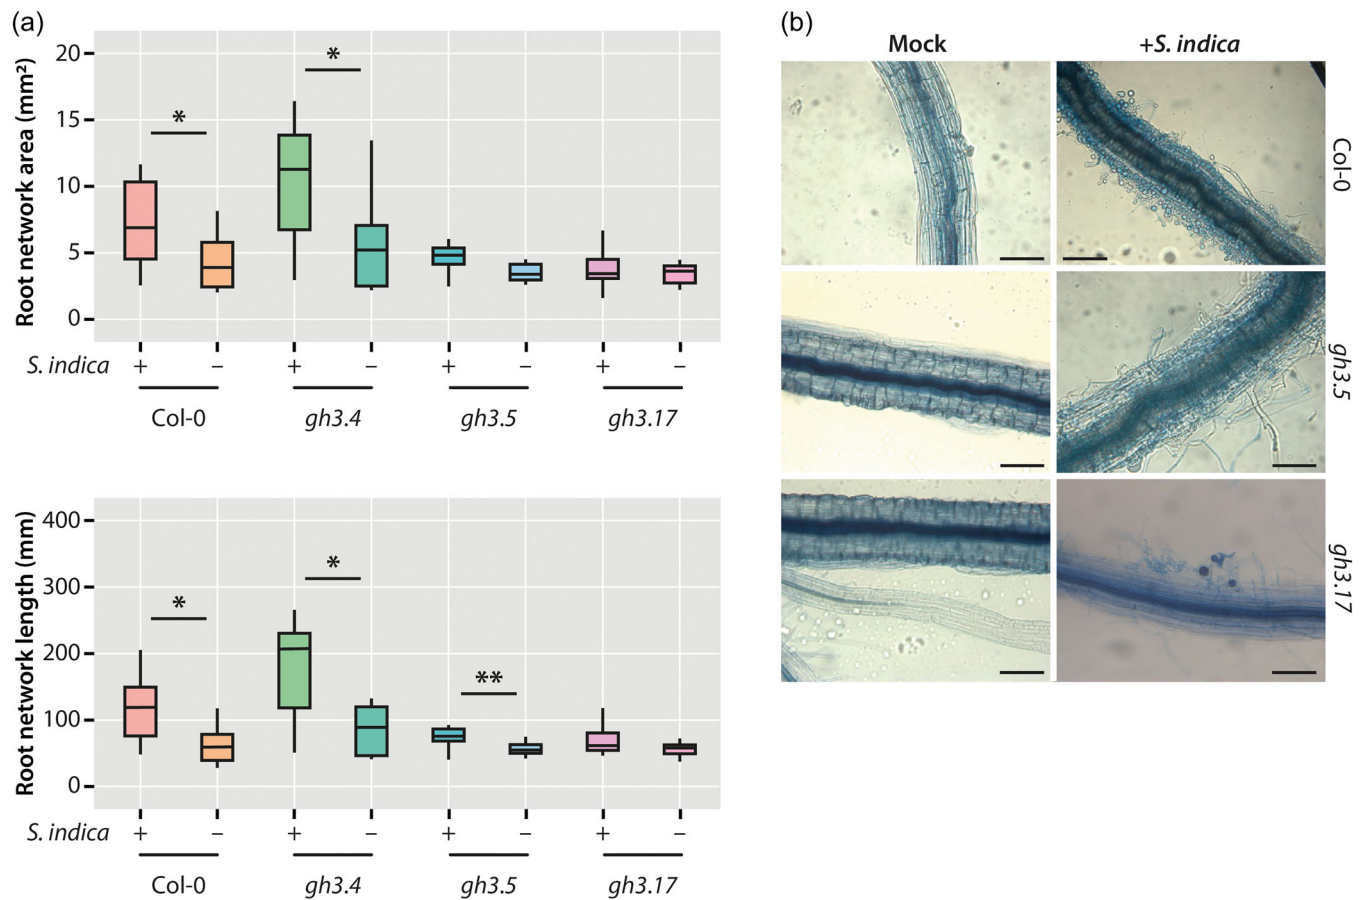 (a)
Root network area (mm²)
20
15
10
5
0
*
*
S. indica + − + − + − + −
Col-0 gh3.4 gh3.5 gh3.17
Root network length (mm)
400
300
200
100
0
*
*
**
S. indica + − + − + − + −
Col-0 gh3.4 gh3.5 gh3.17
(b)
Mock +S. indica
Col-0
gh3.5
gh3.17